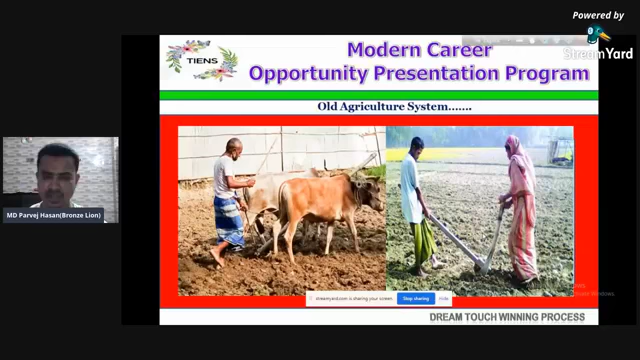 Powered by
StreamYard
TIENS
Modern Career
Opportunity Presentation Program
Old Agriculture System.......
MD Parvej Hasan(Bronze Lion)
streamyard.com is sharing your screen.
Stop sharing
Hide
Windows.
DREAM TOUCH WINNING PROCESS